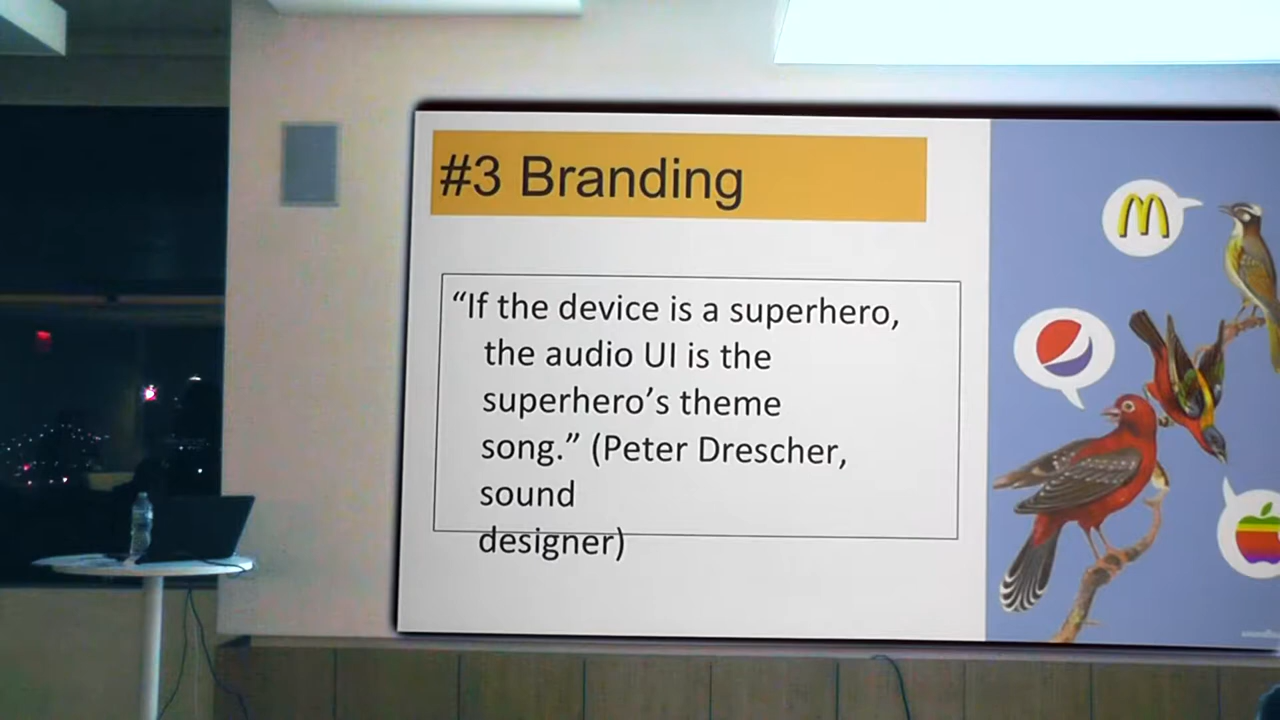 #3 Branding
“If the device is a superhero,
the audio UI is the
superhero’s theme
song.” (Peter Drescher,
sound
designer)